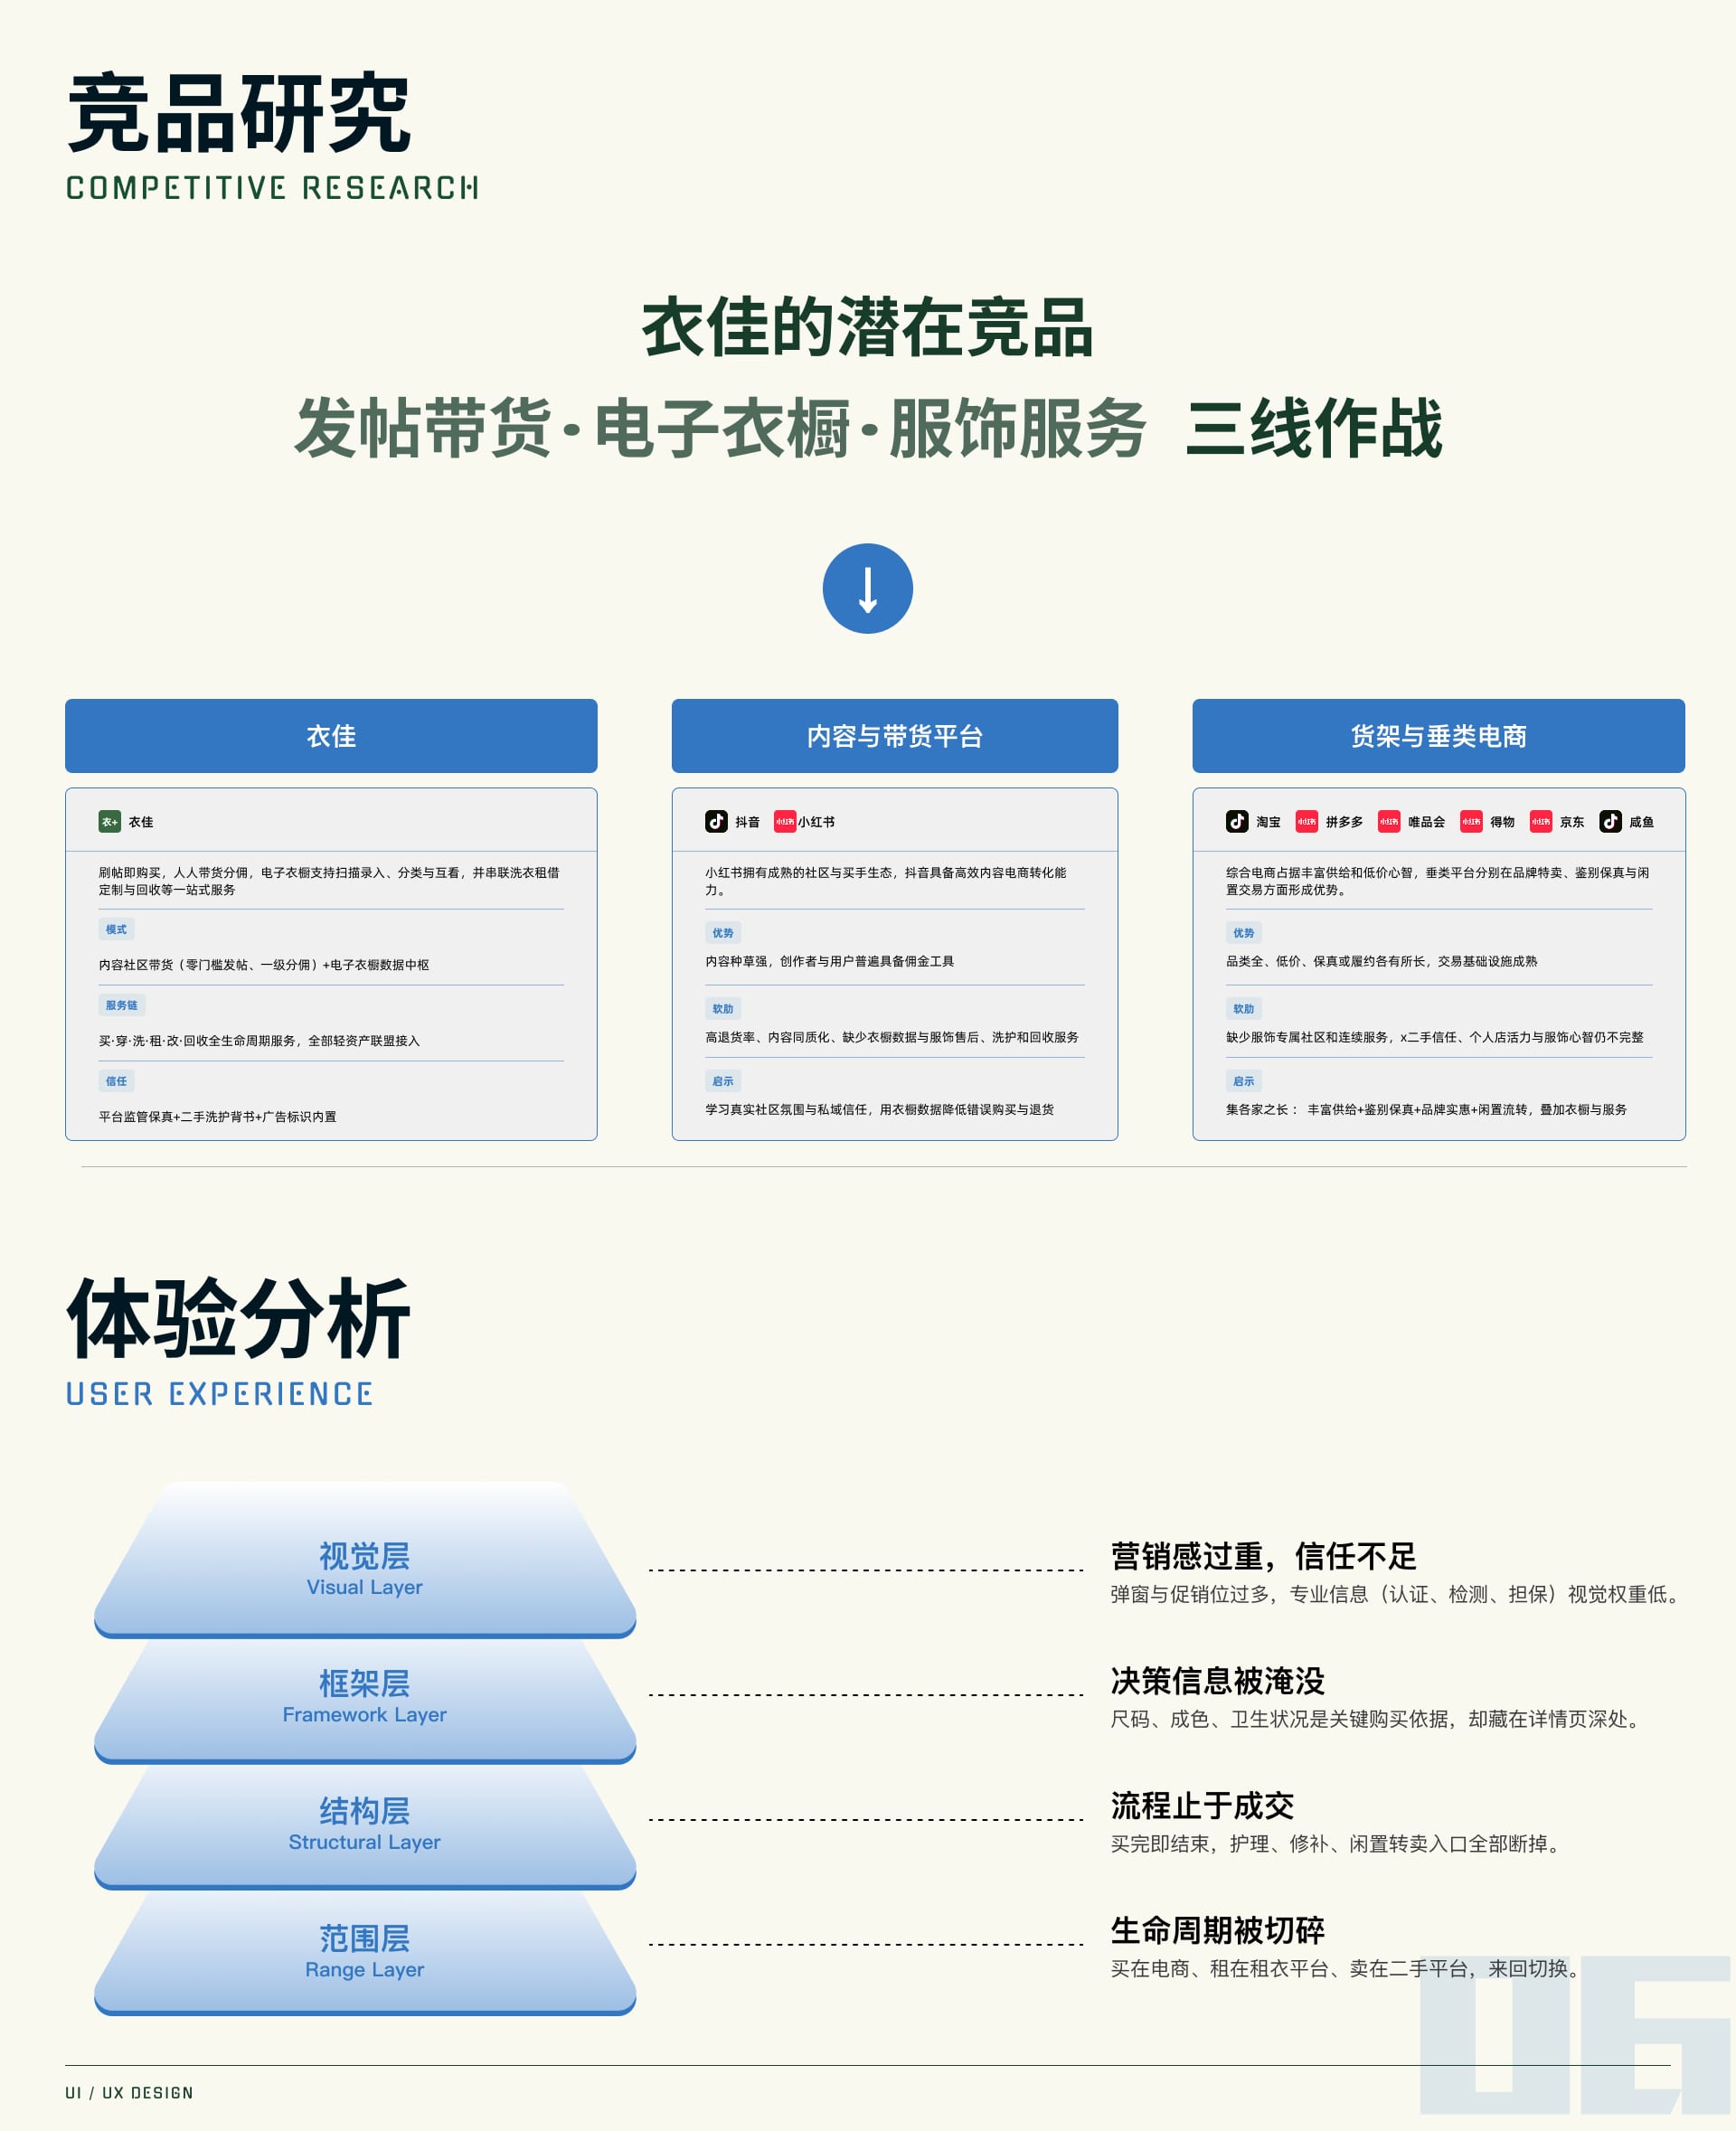 竞品研究
COMPETITIVE RESEARCH
衣佳的潜在竞品
发帖带货·电子衣橱·服饰服务 三线作战
衣佳
衣+ 衣佳
刷帖即购买，人人带货分佣，电子衣橱支持扫描录入、分类与互看，并串联洗衣租借
定制与回收等一站式服务
模式
内容社区带货（零门槛发帖、一级分佣）+电子衣橱数据中枢
服务链
买·穿·洗·租·改·回收全生命周期服务，全部轻资产联盟接入
信任
平台监管保真+二手洗护背书+广告标识内置
内容与带货平台
抖音 小红书 小红书
小红书拥有成熟的社区与买手生态，抖音具备高效内容电商转化能
力。
优势
内容种草强，创作者与用户普遍具备佣金工具
软肋
高退货率、内容同质化、缺少衣橱数据与服饰售后、洗护和回收服务
启示
学习真实社区氛围与私域信任，用衣橱数据降低错误购买与退货
货架与垂类电商
淘宝 小红书 拼多多 小红书 唯品会 小红书 得物 小红书 京东 咸鱼
综合电商占据丰富供给和低价心智，垂类平台分别在品牌特卖、鉴别保真与闲
置交易方面形成优势。
优势
品类全、低价、保真或履约各有所长，交易基础设施成熟
软肋
缺少服饰专属社区和连续服务，x二手信任、个人店活力与服饰心智仍不完整
启示
集各家之长： 丰富供给+鉴别保真+品牌实惠+闲置流转，叠加衣橱与服务
体验分析
USER EXPERIENCE
视觉层
Visual Layer
营销感过重，信任不足
弹窗与促销位过多，专业信息（认证、检测、担保）视觉权重低。
框架层
Framework Layer
决策信息被淹没
尺码、成色、卫生状况是关键购买依据，却藏在详情页深处。
结构层
Structural Layer
流程止于成交
买完即结束，护理、修补、闲置转卖入口全部断掉。
范围层
Range Layer
生命周期被切碎
买在电商、租在租衣平台、卖在二手平台，来回切换。
UI / UX DESIGN
06